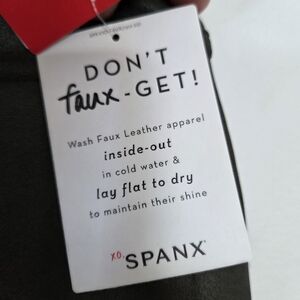 DON'T
faux-GET!
Wash Faux Leather apparel
inside-out
in cold water &
lay flat to dry
to maintain their shine
xo, SPANX®